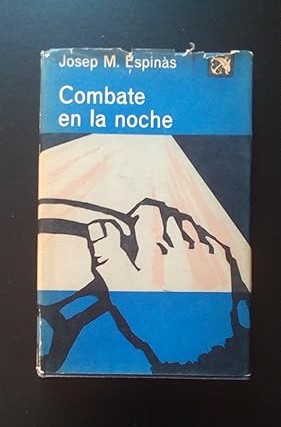 Josep M. Espinàs
Combate
en la noche